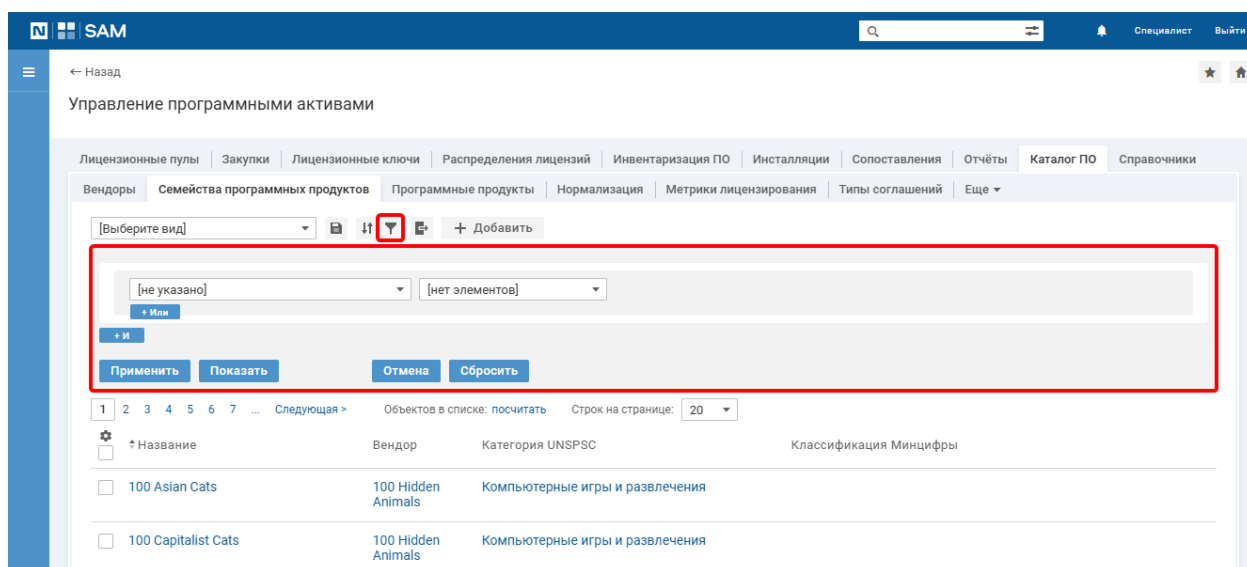 N SAM Специалист Выйти
← Назад
Управление программными активами
Лицензионные пулы Закупки Лицензионные ключи Распределения лицензий Инвентаризация ПО Инсталляции Сопоставления Отчёты Каталог ПО Справочники
Вендоры Семейства программных продуктов Программные продукты Нормализация Метрики лицензирования Типы соглашений Еще
[Выберите вид] + Добавить
[не указано] [нет элементов]
+ Или
+ И
Применить Показать Отмена Сбросить
1 2 3 4 5 6 7 ... Следующая > Объектов в списке: посчитать Строк на странице: 20
Название Вендор Категория UNSPSC Классификация Минцифры
100 Asian Cats 100 Hidden Компьютерные игры и развлечения
Animals
100 Capitalist Cats 100 Hidden Компьютерные игры и развлечения
Animals